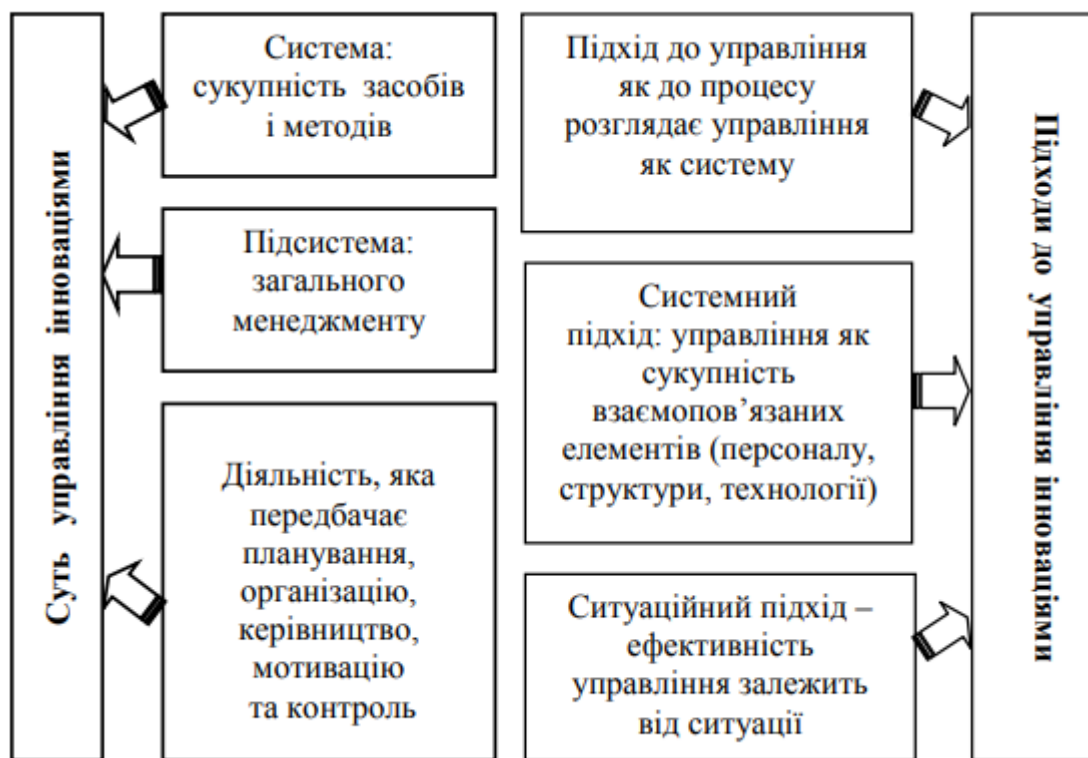 Суть управління інноваціями
Система:
сукупність засобів
і методів
Підсистема:
загального
менеджменту
Діяльність, яка
передбачає
планування,
організацію,
керівництво,
мотивацію
та контроль
Підхід до управління
як до процесу
розглядає управління
як систему
Системний
підхід: управління як
сукупність
взаємопов’язаних
елементів (персоналу,
структури, технології)
Ситуаційний підхід –
ефективність
управління залежить
від ситуації
Підходи до управління інноваціями